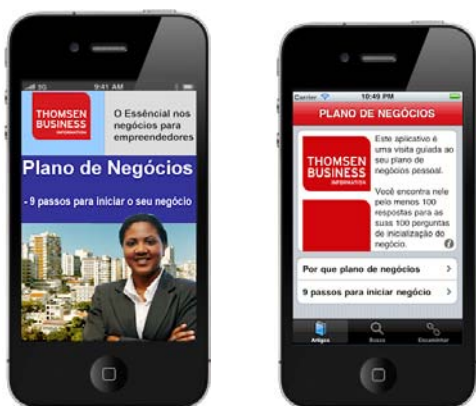 9:41 AM
THOMSEN
BUSINESS
INFORMATION
O Essêncial nos
negócios para
empreendedores
Plano de Negócios
- 9 passos para iniciar o seu negócio
Carrier
10:49 PM
PLANO DE NEGÓCIOS
THOMSEN
BUSINESS
INFORMATION
Este aplicativo é
uma visita guiada ao
seu plano de
negócios pessoal.
Você encontra nele
pelo menos 100
respostas para as
suas 100 perguntas
de inicialização do
negócio.
Por que plano de negócios
9 passos para iniciar negócio
Artigos
Busca
Encaminhar